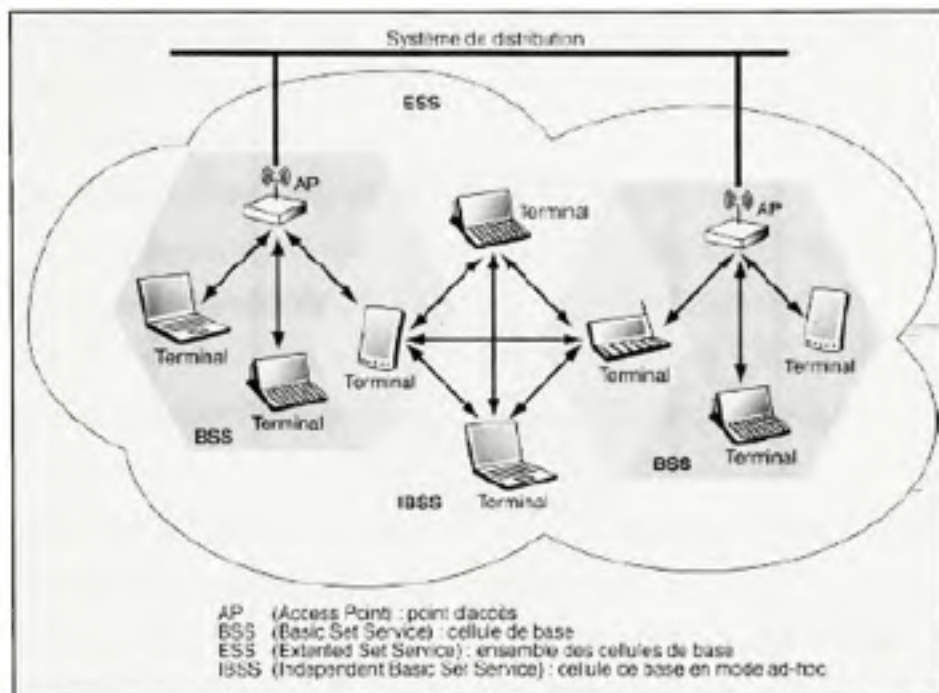 Système de distribution
ESS
AP
Terminal
AP
Terminal
Terminal
Terminal
Terminal
Terminal
Terminal
BSS
BSS
Terminal
IBSS
Terminal
AP (Access Point) : point d'accès
BSS (Basic Set Service) : cellule de base
ESS (Extented Set Service) : ensemble des cellules de base
IBSS (Independent Basic Set Service) : cellule de base en mode ad-hoc